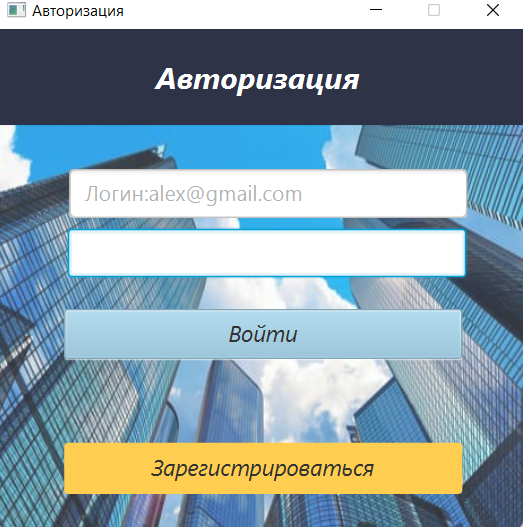 Авторизация
Авторизация
Логин:alex@gmail.com
Войти
Зарегистрироваться